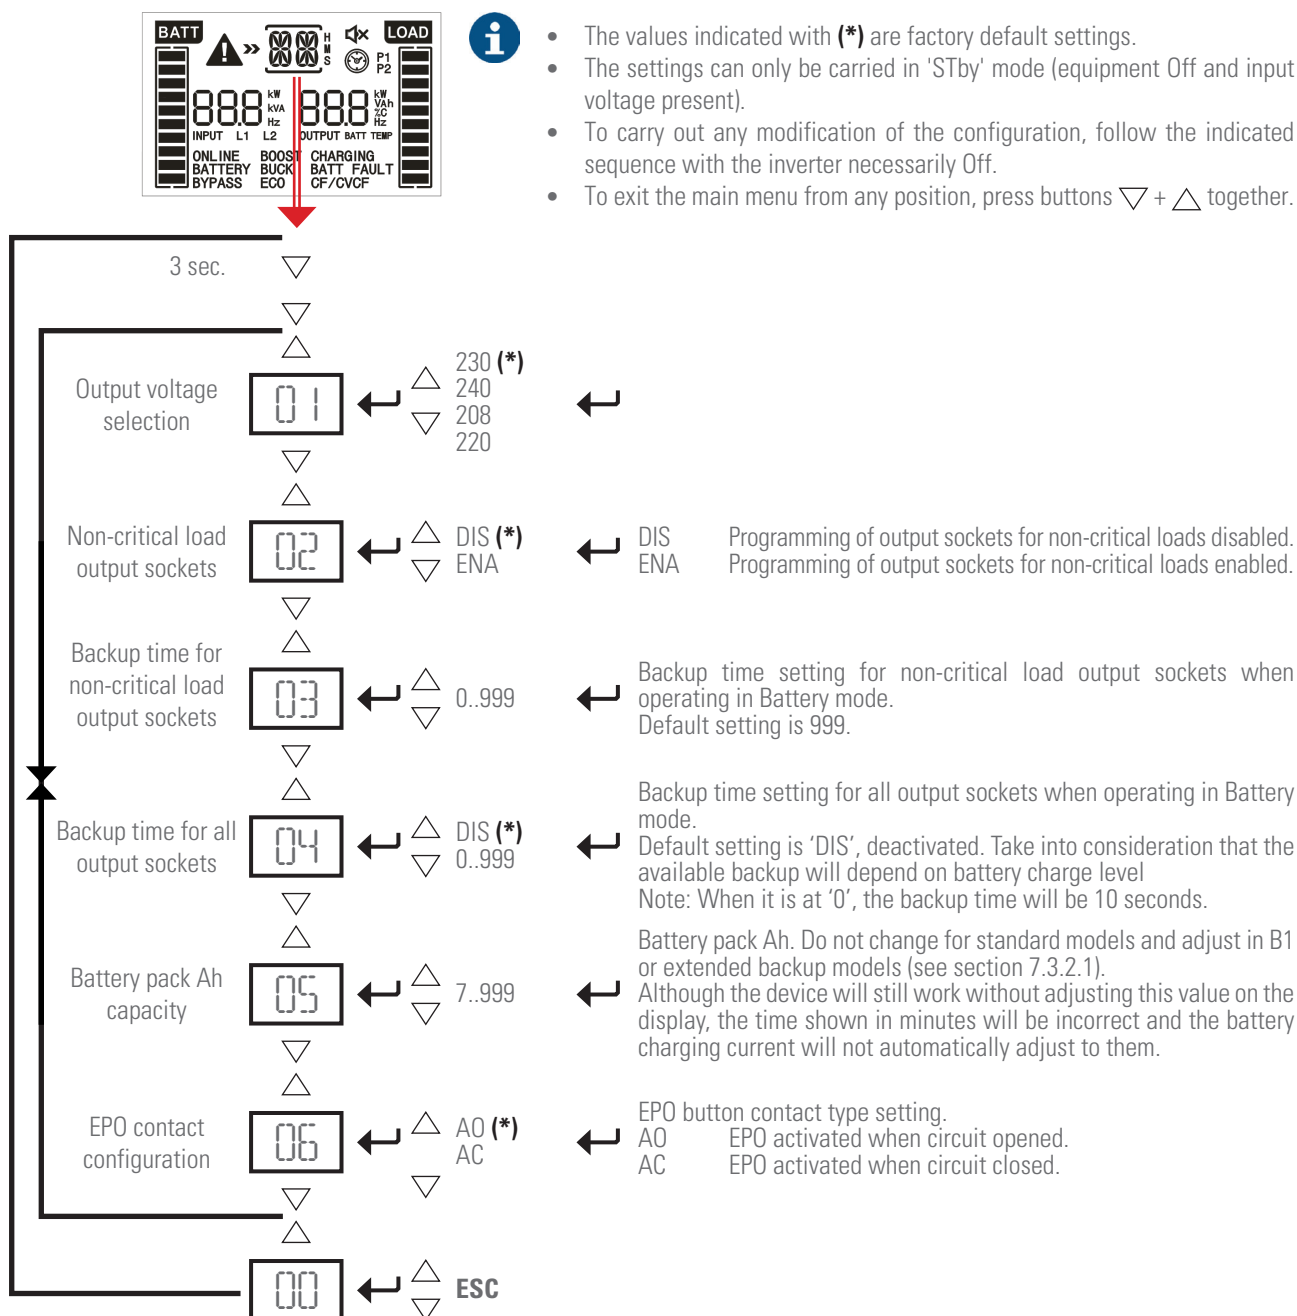 BATT
LOAD
H
M
S
P1
P2
88.8 kW kVA Hz
88.8 kW VAh %C Hz
INPUT L1 L2 OUTPUT BATT TEMP
ONLINE BOOST CHARGING
BATTERY BUCK BATT FAULT
BYPASS ECO CF/CVCF
• The values indicated with (*) are factory default settings.
• The settings can only be carried in 'STby' mode (equipment Off and input
voltage present).
• To carry out any modification of the configuration, follow the indicated
sequence with the inverter necessarily Off.
• To exit the main menu from any position, press buttons ▽ + △ together.
3 sec.
Output voltage
selection
01
230 (*)
240
208
220
Non-critical load
output sockets
02
DIS (*)
ENA
DIS Programming of output sockets for non-critical loads disabled.
ENA Programming of output sockets for non-critical loads enabled.
Backup time for
non-critical load
output sockets
03
0..999
Backup time setting for non-critical load output sockets when
operating in Battery mode.
Default setting is 999.
Backup time for all
output sockets
04
DIS (*)
0..999
Backup time setting for all output sockets when operating in Battery
mode.
Default setting is ‘DIS’, deactivated. Take into consideration that the
available backup will depend on battery charge level
Note: When it is at ‘0’, the backup time will be 10 seconds.
Battery pack Ah
capacity
05
7..999
Battery pack Ah. Do not change for standard models and adjust in B1
or extended backup models (see section 7.3.2.1).
Although the device will still work without adjusting this value on the
display, the time shown in minutes will be incorrect and the battery
charging current will not automatically adjust to them.
EPO contact
configuration
06
AO (*)
AC
EPO button contact type setting.
AO EPO activated when circuit opened.
AC EPO activated when circuit closed.
00
ESC